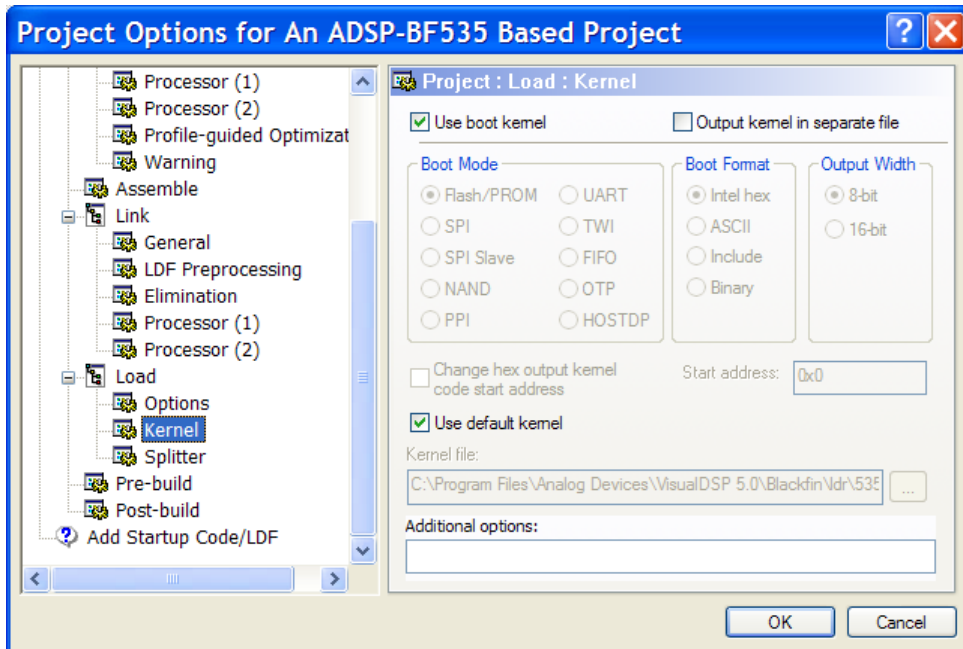 Project Options for An ADSP-BF535 Based Project
Processor (1)
Processor (2)
Profile-guided Optimizat
Warning
Assemble
Link
General
LDF Preprocessing
Elimination
Processor (1)
Processor (2)
Load
Options
Kernel
Splitter
Pre-build
Post-build
Add Startup Code/LDF
Project : Load : Kernel
Use boot kernel
Output kernel in separate file
Boot Mode
Flash/PROM
UART
SPI
TWI
SPI Slave
FIFO
NAND
OTP
PPI
HOSTDP
Boot Format
Intel hex
ASCII
Include
Binary
Output Width
8-bit
16-bit
Change hex output kernel
code start address
Start address:
0x0
Use default kernel
Kernel file:
C:\Program Files\Analog Devices\VisualDSP 5.0\Blackfin\ldr\535
...
Additional options:
OK
Cancel